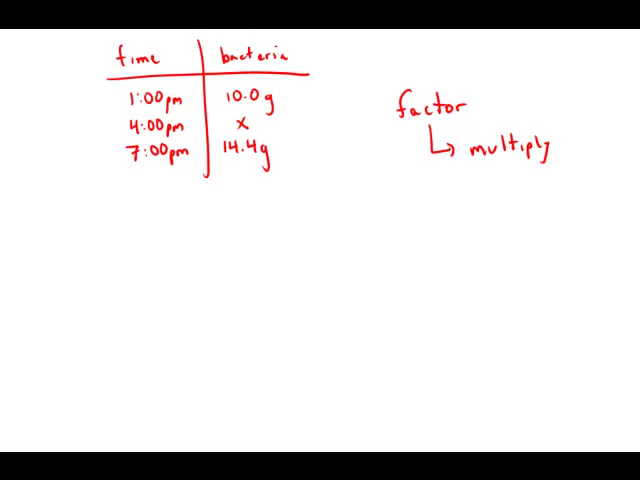 time bacteria
1:00pm 10.0g
4:00pm x
7:00pm 14.4g
factor
multiply